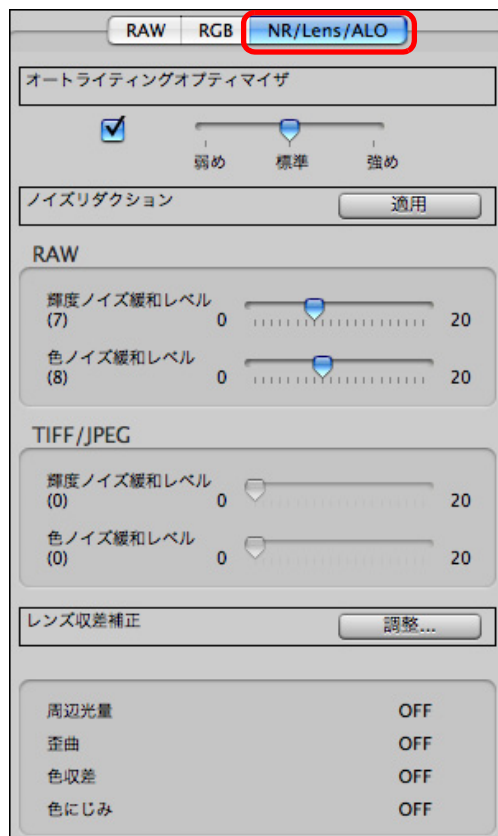 RAW RGB NR/Lens/ALO
オートライティングオプティマイザ
弱め 標準 強め
ノイズリダクション 適用
RAW
輝度ノイズ緩和レベル
(7) 0 20
色ノイズ緩和レベル
(8) 0 20
TIFF/JPEG
輝度ノイズ緩和レベル
(0) 0 20
色ノイズ緩和レベル
(0) 0 20
レンズ収差補正 調整...
周辺光量 OFF
歪曲 OFF
色収差 OFF
色にじみ OFF